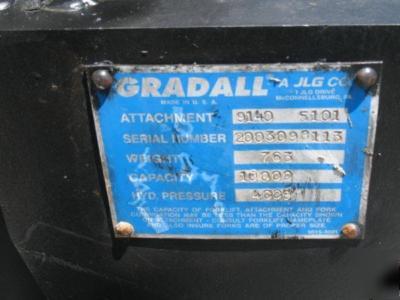 GRADALL A JLG CO
MADE IN U.S.A. 1 JLG DRIVE
McCONNELLSBURG, PA
ATTACHMENT 9140 5101
SERIAL NUMBER
WEIGHT 763
CAPACITY
HYD. PRESSURE
THE CAPACITY OF FORKLIFT, ATTACHMENT AND FORK
COMBINATION MAY BE LESS THAN THE CAPACITY SHOWN
ON ATTACHMENT - CONSULT FORKLIFT NAMEPLATE
AND ALSO INSURE FORKS ARE OF PROPER SIZE.